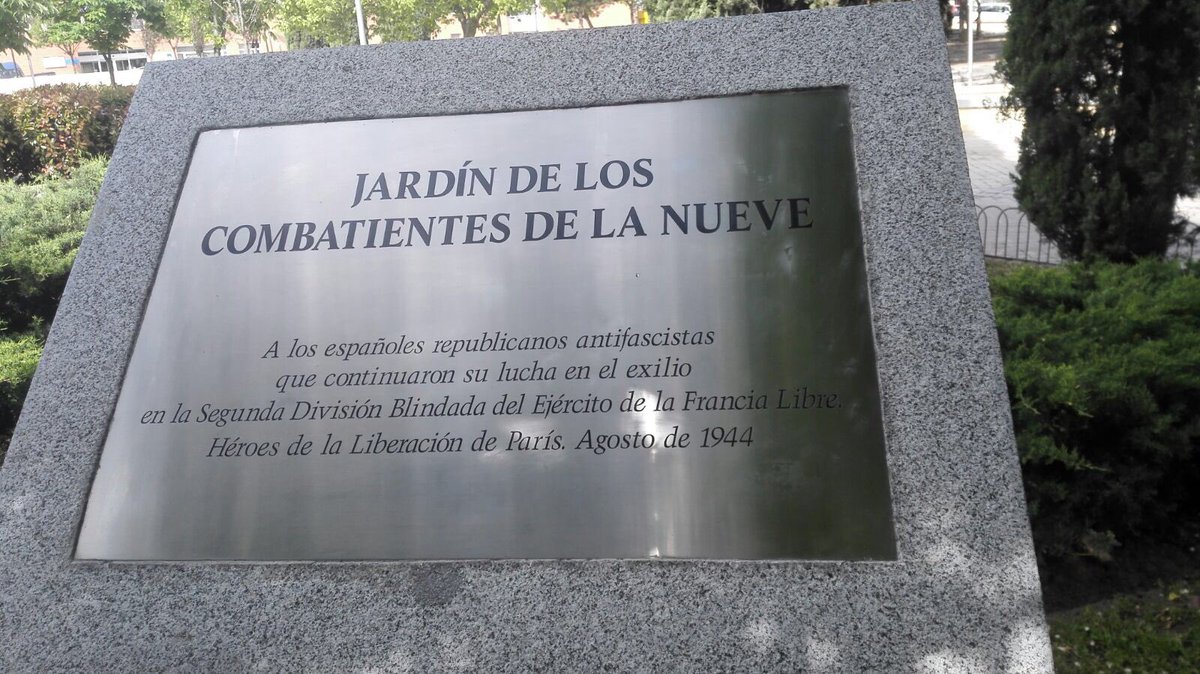 JARDÍN DE LOS
COMBATIENTES DE LA NUEVE
A los españoles republicanos antifascistas
que continuaron su lucha en el exilio
en la Segunda División Blindada del Ejército de la Francia Libre.
Héroes de la Liberación de París. Agosto de 1944